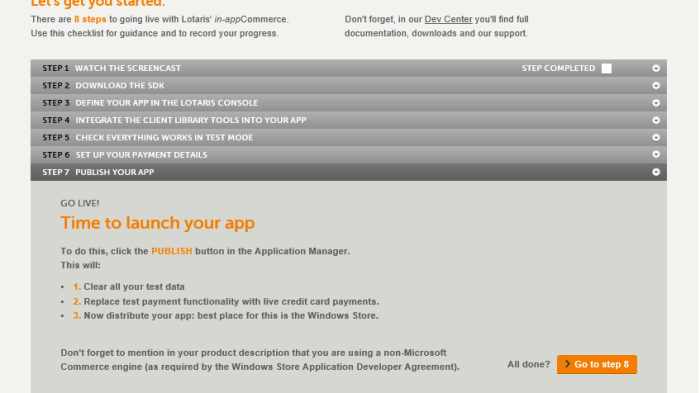 Let's get you started.
There are 8 steps to going live with Lotaris' in-appCommerce.
Use this checklist for guidance and to record your progress.
Don't forget, in our Dev Center you'll find full
documentation, downloads and our support.
STEP 1 WATCH THE SCREENCAST STEP COMPLETED
STEP 2 DOWNLOAD THE SDK
STEP 3 DEFINE YOUR APP IN THE LOTARIS CONSOLE
STEP 4 INTEGRATE THE CLIENT LIBRARY TOOLS INTO YOUR APP
STEP 5 CHECK EVERYTHING WORKS IN TEST MODE
STEP 6 SET UP YOUR PAYMENT DETAILS
STEP 7 PUBLISH YOUR APP
GO LIVE!
Time to launch your app
To do this, click the PUBLISH button in the Application Manager.
This will:
• 1. Clear all your test data
• 2. Replace test payment functionality with live credit card payments.
• 3. Now distribute your app: best place for this is the Windows Store.
Don't forget to mention in your product description that you are using a non-Microsoft
Commerce engine (as required by the Windows Store Application Developer Agreement).
All done? Go to step 8